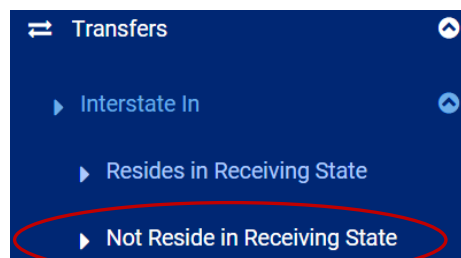 Transfers
Interstate In
Resides in Receiving State
Not Reside in Receiving State